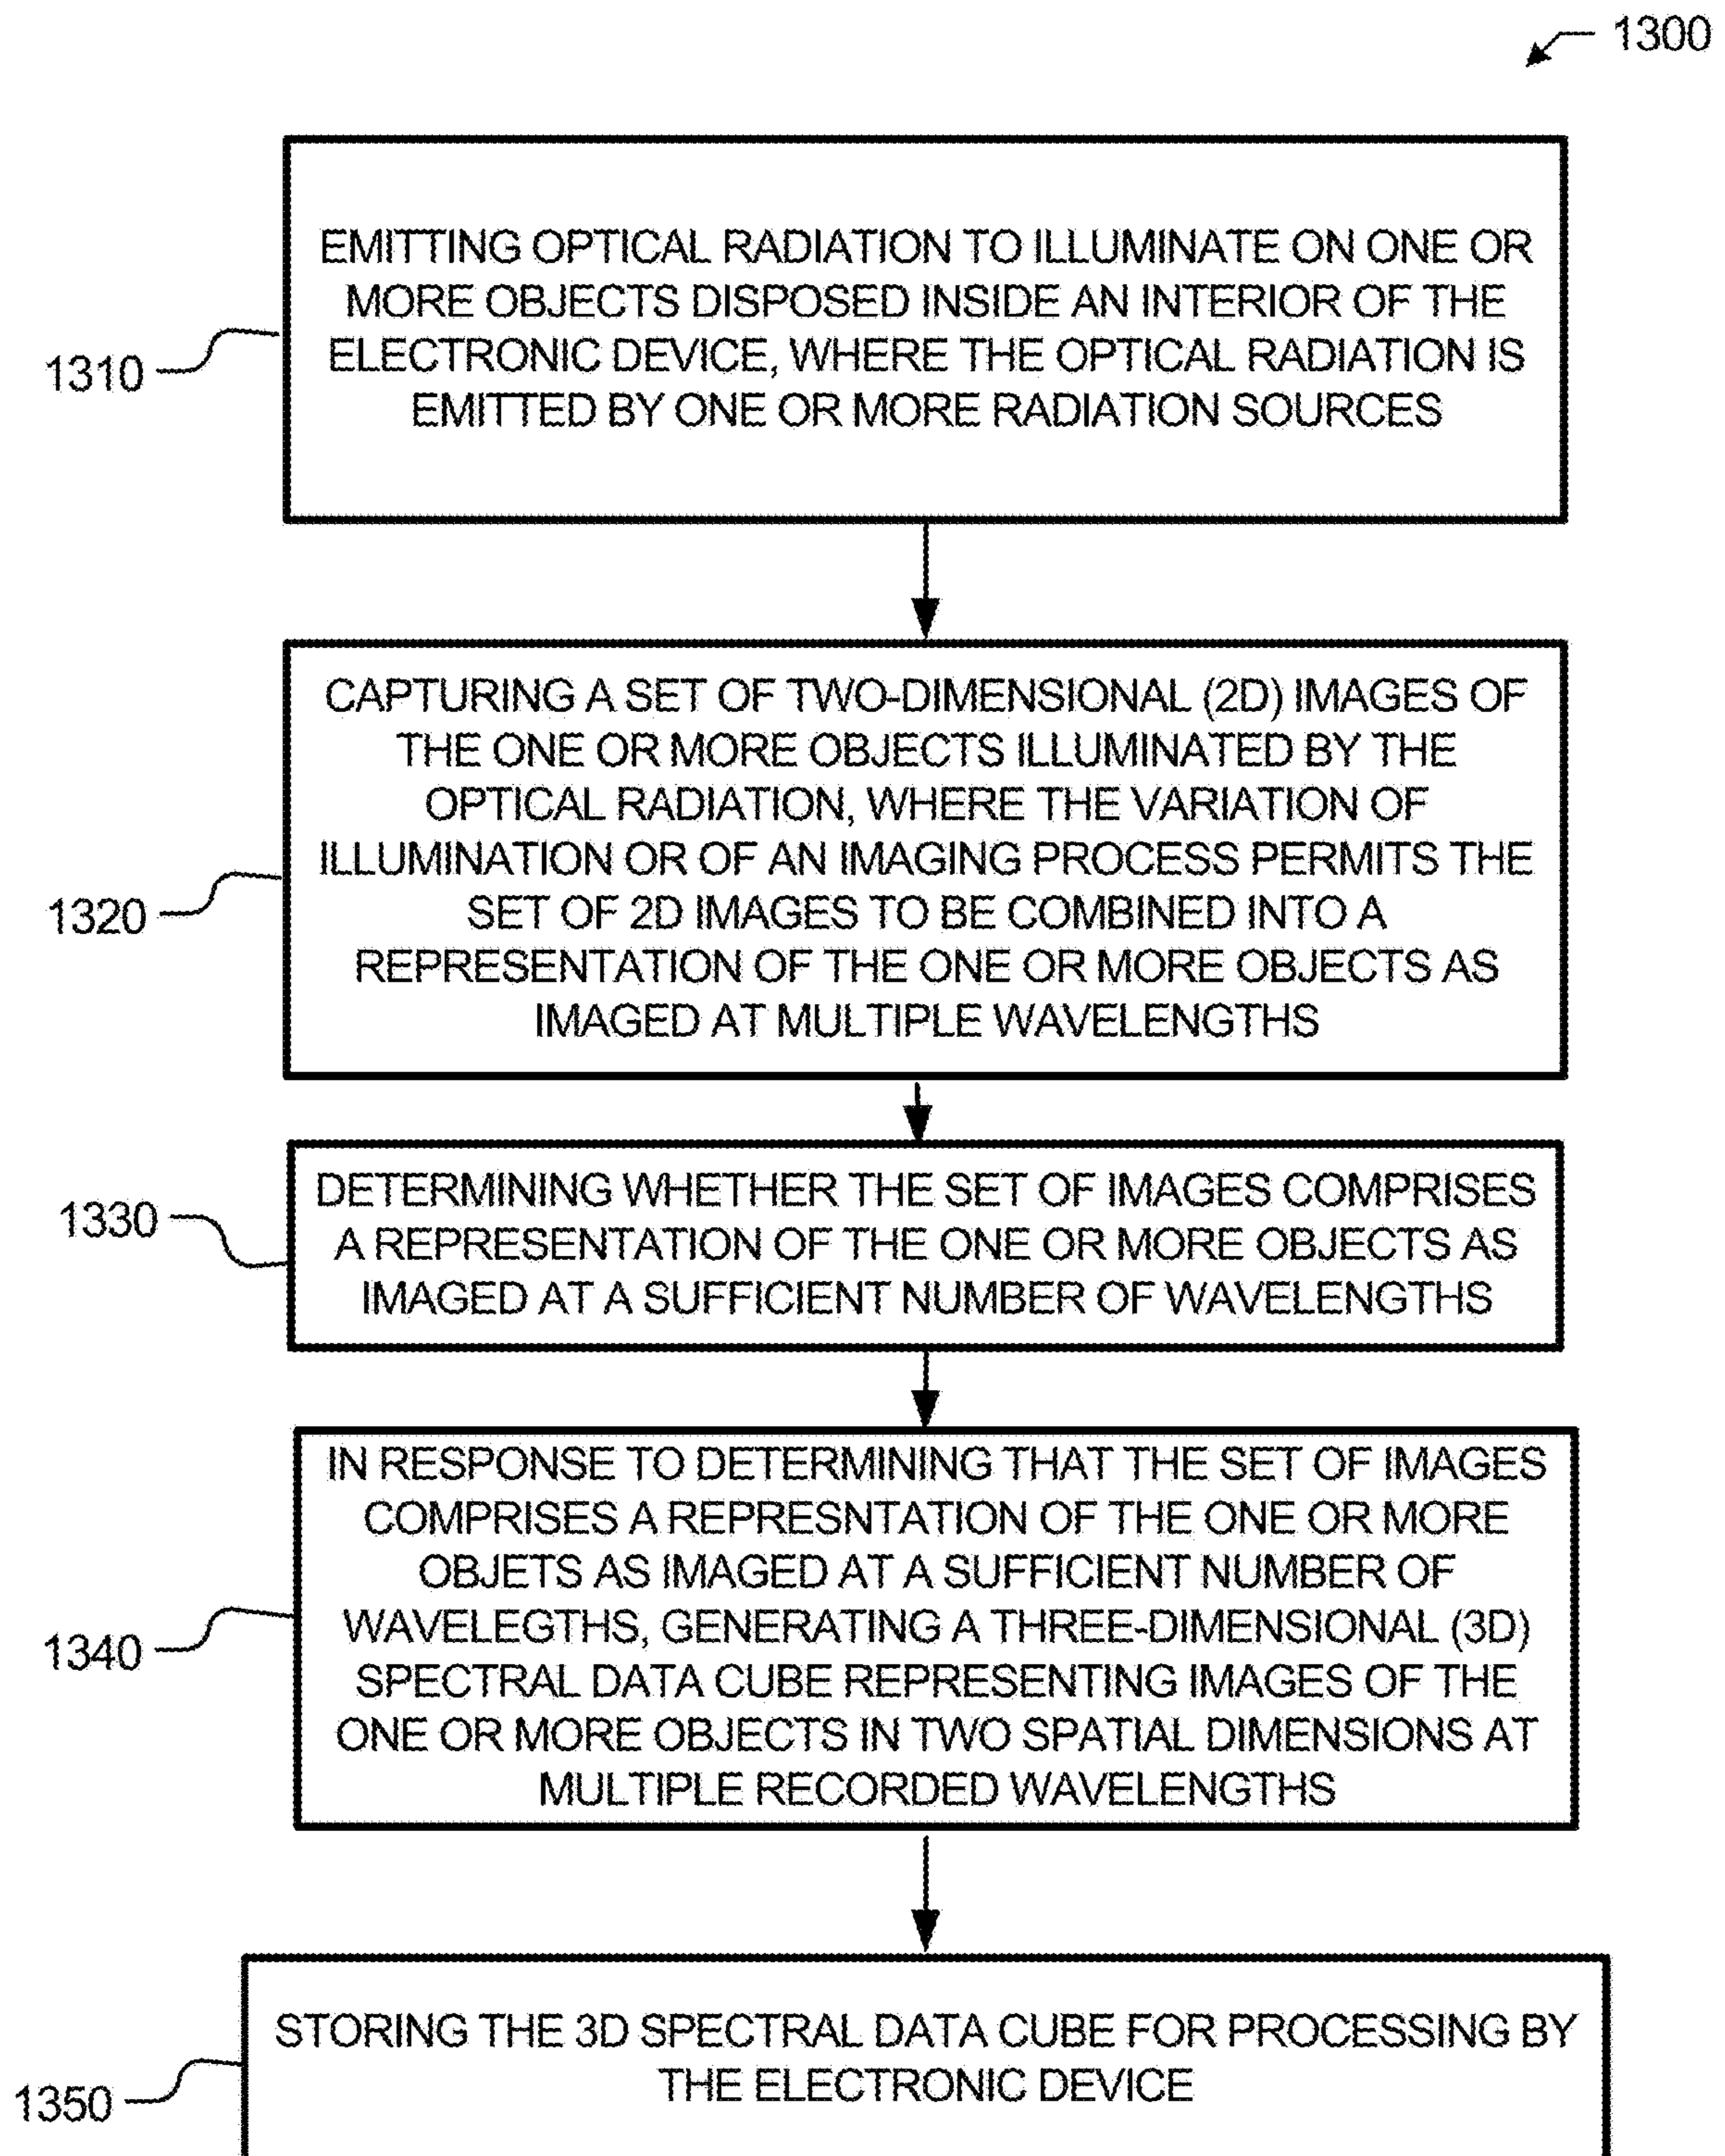 1300
EMITTING OPTICAL RADIATION TO ILLUMINATE ON ONE OR
MORE OBJECTS DISPOSED INSIDE AN INTERIOR OF THE
ELECTRONIC DEVICE, WHERE THE OPTICAL RADIATION IS
EMITTED BY ONE OR MORE RADIATION SOURCES
1310
CAPTURING A SET OF TWO-DIMENSIONAL (2D) IMAGES OF
THE ONE OR MORE OBJECTS ILLUMINATED BY THE
OPTICAL RADIATION, WHERE THE VARIATION OF
ILLUMINATION OR OF AN IMAGING PROCESS PERMITS THE
SET OF 2D IMAGES TO BE COMBINED INTO A
REPRESENTATION OF THE ONE OR MORE OBJECTS AS
IMAGED AT MULTIPLE WAVELENGTHS
1320
DETERMINING WHETHER THE SET OF IMAGES COMPRISES
A REPRESENTATION OF THE ONE OR MORE OBJECTS AS
IMAGED AT A SUFFICIENT NUMBER OF WAVELENGTHS
1330
IN RESPONSE TO DETERMINING THAT THE SET OF IMAGES
COMPRISES A REPRESNTATION OF THE ONE OR MORE
OBJETS AS IMAGED AT A SUFFICIENT NUMBER OF
WAVELEGTHS, GENERATING A THREE-DIMENSIONAL (3D)
SPECTRAL DATA CUBE REPRESENTING IMAGES OF THE
ONE OR MORE OBJECTS IN TWO SPATIAL DIMENSIONS AT
MULTIPLE RECORDED WAVELENGTHS
1340
STORING THE 3D SPECTRAL DATA CUBE FOR PROCESSING BY
THE ELECTRONIC DEVICE
1350